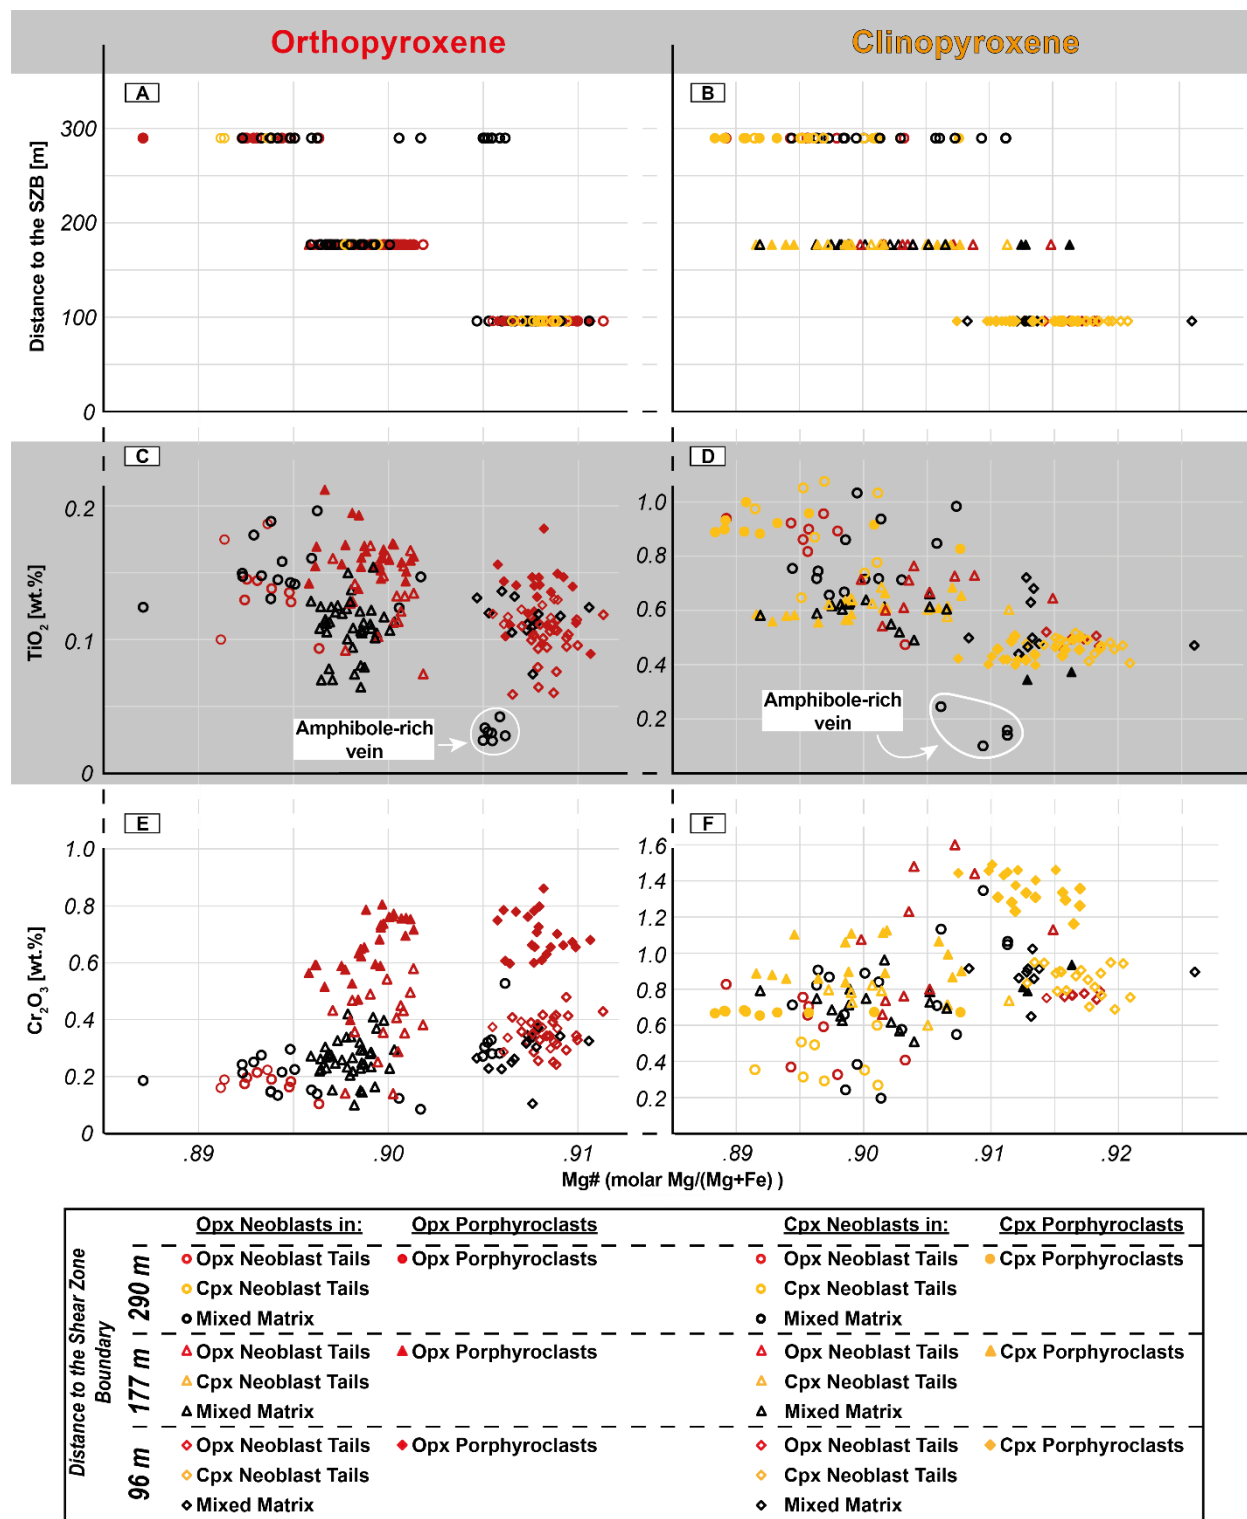 Orthopyroxene
Clinopyroxene
A
B
Distance to the SZB [m]
300
200
100
0
C
D
TiO2 [wt.%]
0.2
0.1
0
1.0
0.8
0.6
0.4
0.2
Amphibole-rich
vein
Amphibole-rich
vein
E
F
Cr2O3 [wt.%]
1.0
0.8
0.6
0.4
0.2
0
1.6
1.4
1.2
1.0
0.8
0.6
0.4
0.2
.89 .90 .91 .89 .90 .91 .92
Mg# (molar Mg/(Mg+Fe) )
Opx Neoblasts in: Opx Porphyroclasts Cpx Neoblasts in: Cpx Porphyroclasts
Distance to the Shear Zone
Boundary
290 m
Opx Neoblast Tails Opx Porphyroclasts Opx Neoblast Tails Cpx Porphyroclasts
Cpx Neoblast Tails Cpx Neoblast Tails
Mixed Matrix Mixed Matrix
177 m
Opx Neoblast Tails Opx Porphyroclasts Opx Neoblast Tails Cpx Porphyroclasts
Cpx Neoblast Tails Cpx Neoblast Tails
Mixed Matrix Mixed Matrix
96 m
Opx Neoblast Tails Opx Porphyroclasts Opx Neoblast Tails Cpx Porphyroclasts
Cpx Neoblast Tails Cpx Neoblast Tails
Mixed Matrix Mixed Matrix